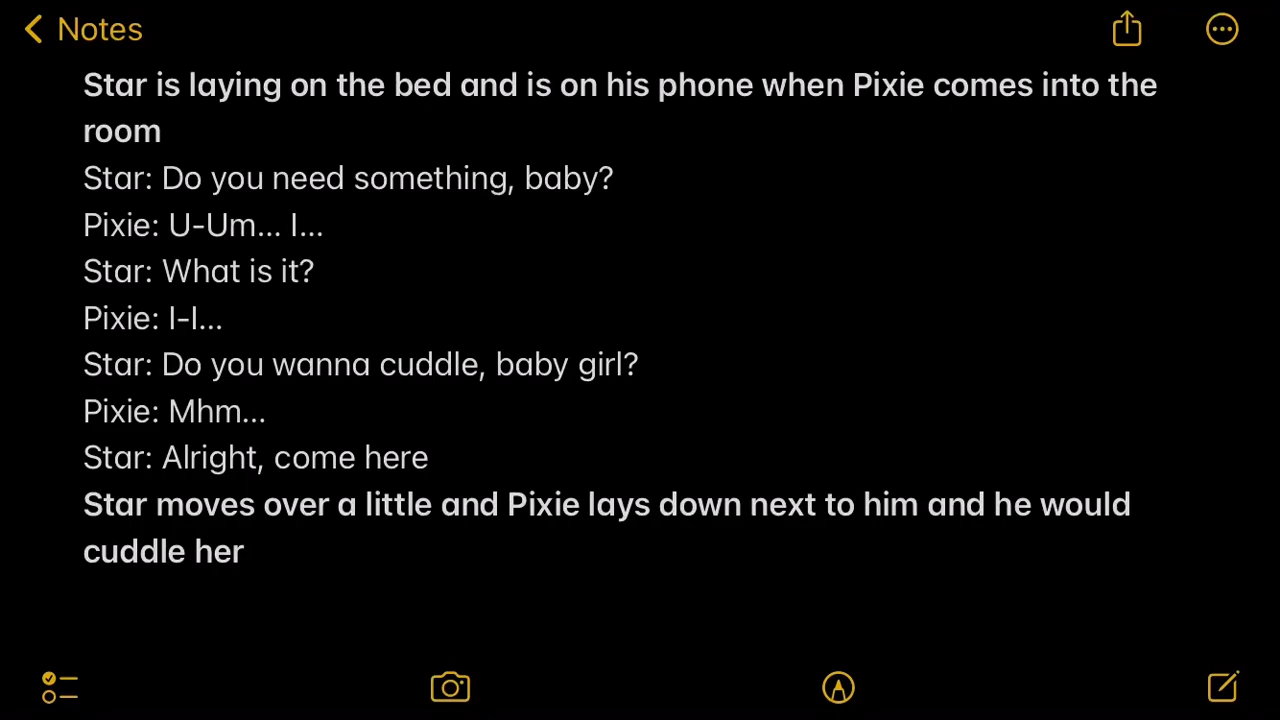 Notes
Star is laying on the bed and is on his phone when Pixie comes into the
room
Star: Do you need something, baby?
Pixie: U-Um... I...
Star: What is it?
Pixie: I-I...
Star: Do you wanna cuddle, baby girl?
Pixie: Mhm...
Star: Alright, come here
Star moves over a little and Pixie lays down next to him and he would
cuddle her